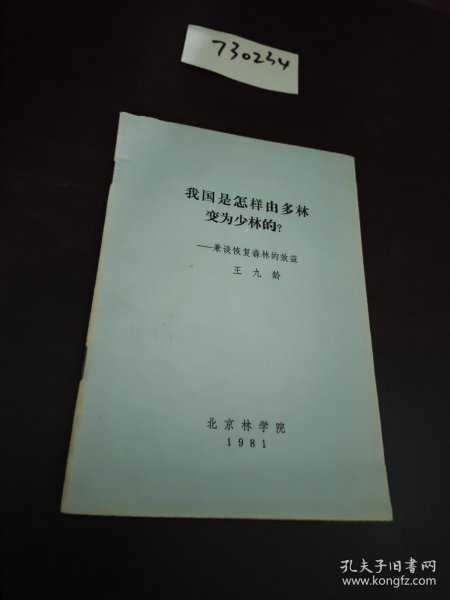 730234
我国是怎样由多林
变为少林的?
——兼谈恢复森林的效益
王九龄
北京林学院
1981
孔夫子旧书网
www.kongfz.com